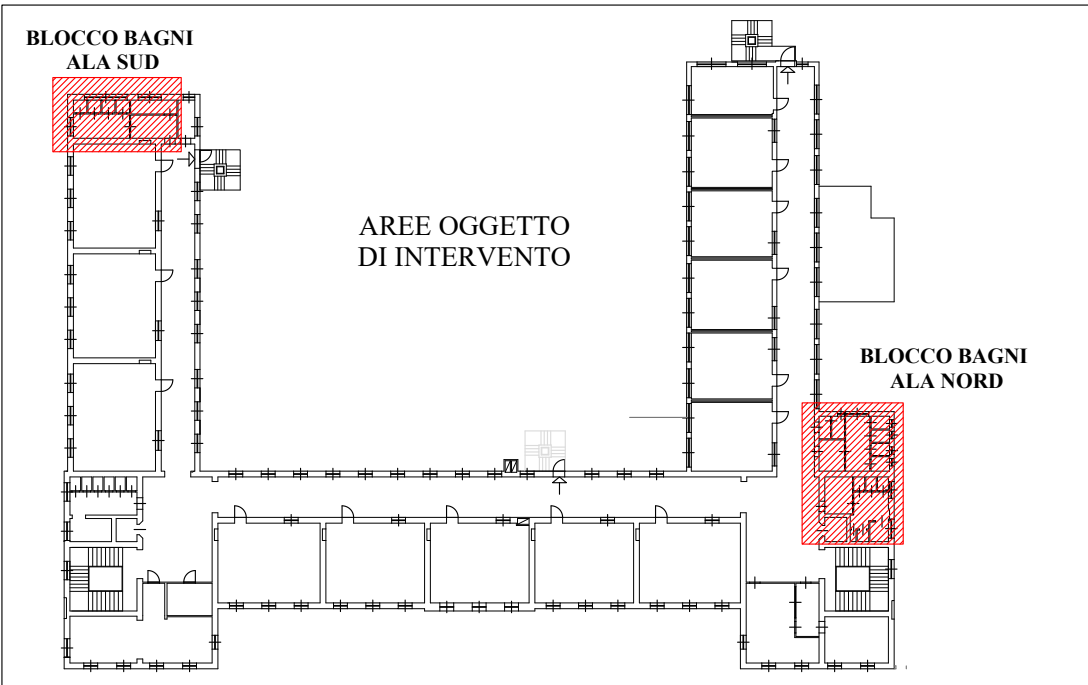 BLOCCO BAGNI
ALA SUD
AREE OGGETTO
DI INTERVENTO
BLOCCO BAGNI
ALA NORD